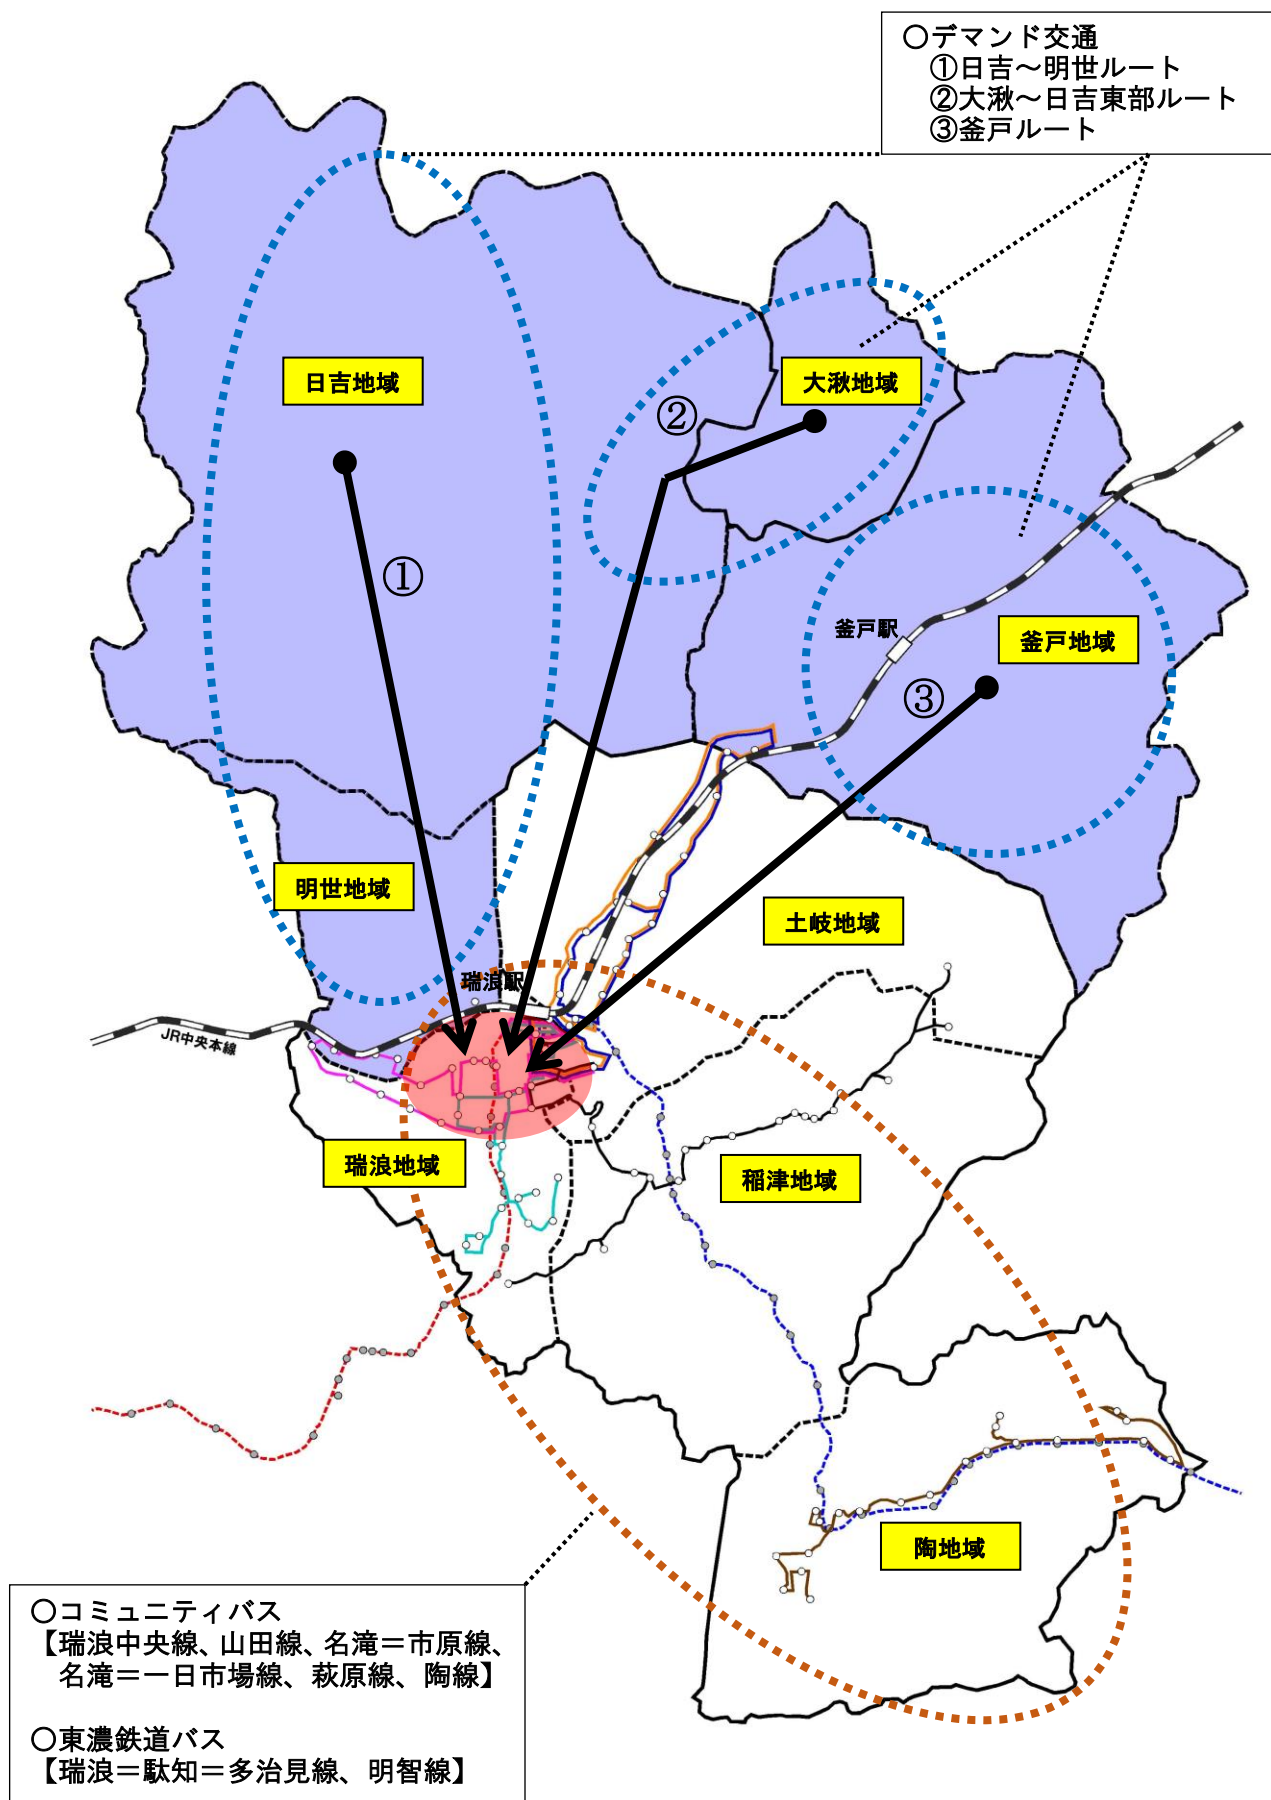 〇デマンド交通
①日吉～明世ルート
②大湫～日吉東部ルート
③釜戸ルート
日吉地域
大湫地域
②
①
釜戸駅
釜戸地域
③
明世地域
土岐地域
瑞浪駅
JR中央本線
瑞浪地域
稲津地域
陶地域
〇コミュニティバス
【瑞浪中央線、山田線、名滝＝市原線、
名滝＝一日市場線、萩原線、陶線】
〇東濃鉄道バス
【瑞浪＝駄知＝多治見線、明智線】